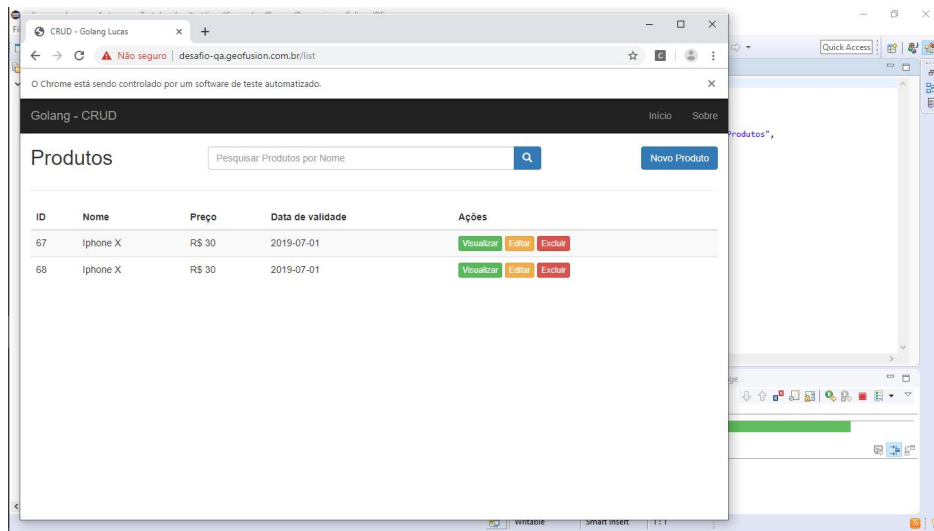 CRUD - Golang Lucas
Não seguro | desafio-qa.geofusion.com.br/list
O Chrome está sendo controlado por um software de teste automatizado.
Golang - CRUD Início Sobre
Produtos Pesquisar Produtos por Nome Novo Produto
ID Nome Preço Data de validade Ações
67 Iphone X R$ 30 2019-07-01 Visualizar Editar Excluir
68 Iphone X R$ 30 2019-07-01 Visualizar Editar Excluir
Quick Access
Produtos",
Writable Smart Insert 1 : 1